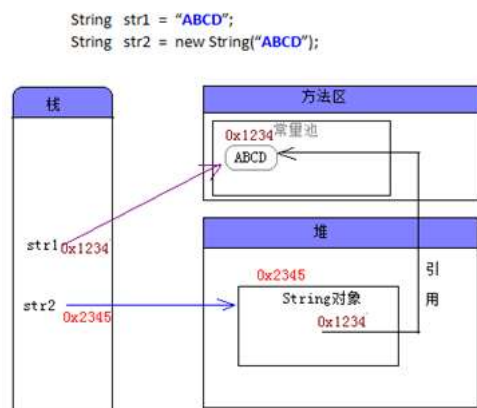 String str1 = “ABCD”;
String str2 = new String(“ABCD”);
栈
方法区
0x1234
常量池
ABCD
str1
0x1234
堆
0x2345
引
用
String对象
str2
0x2345
0x1234